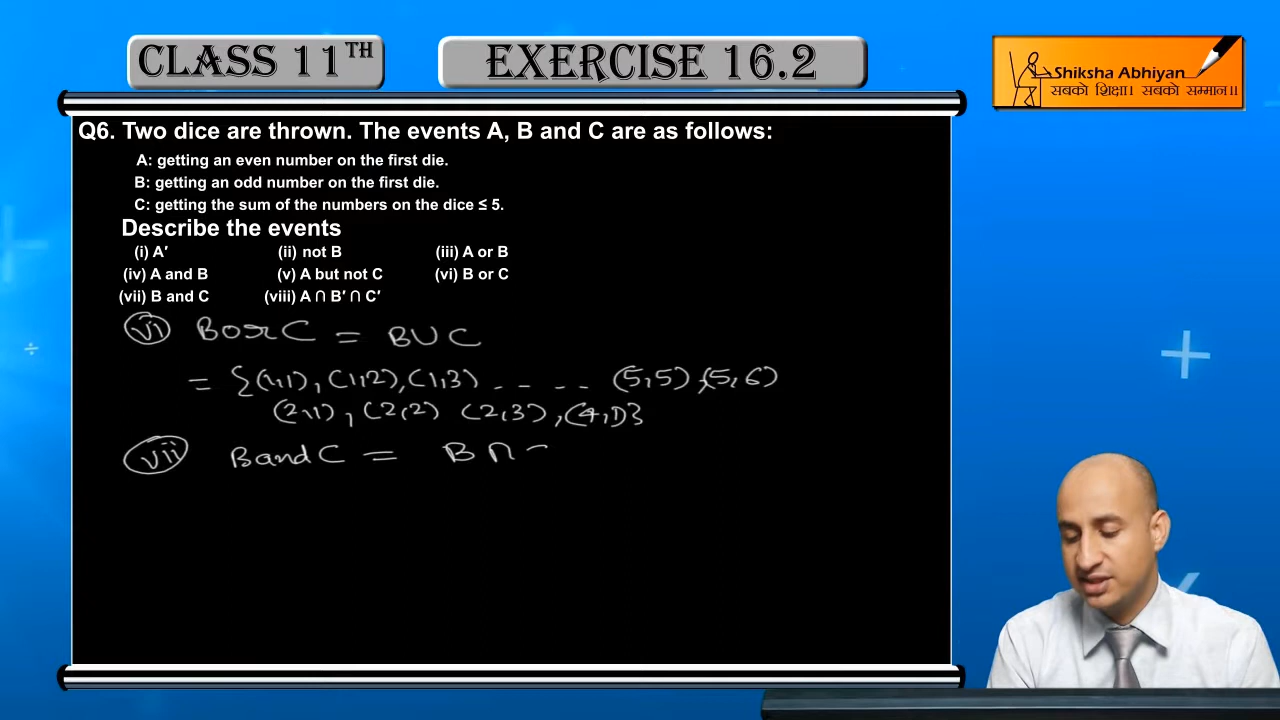 CLASS 11TH
EXERCISE 16.2
Shiksha Abhiyan
सबको शिक्षा। सबको सम्मान।।
Q6. Two dice are thrown. The events A, B and C are as follows:
A: getting an even number on the first die.
B: getting an odd number on the first die.
C: getting the sum of the numbers on the dice ≤ 5.
Describe the events
(i) A′ (ii) not B (iii) A or B
(iv) A and B (v) A but not C (vi) B or C
(vii) B and C (viii) A ∩ B′ ∩ C′
(vi) B or C = B∪C
= {(1,1), (1,2), (1,3) - - - - - (5,5), (5,6)
(2,1), (2,2) (2,3), (4,1)}
(vii) B and C = B ∩